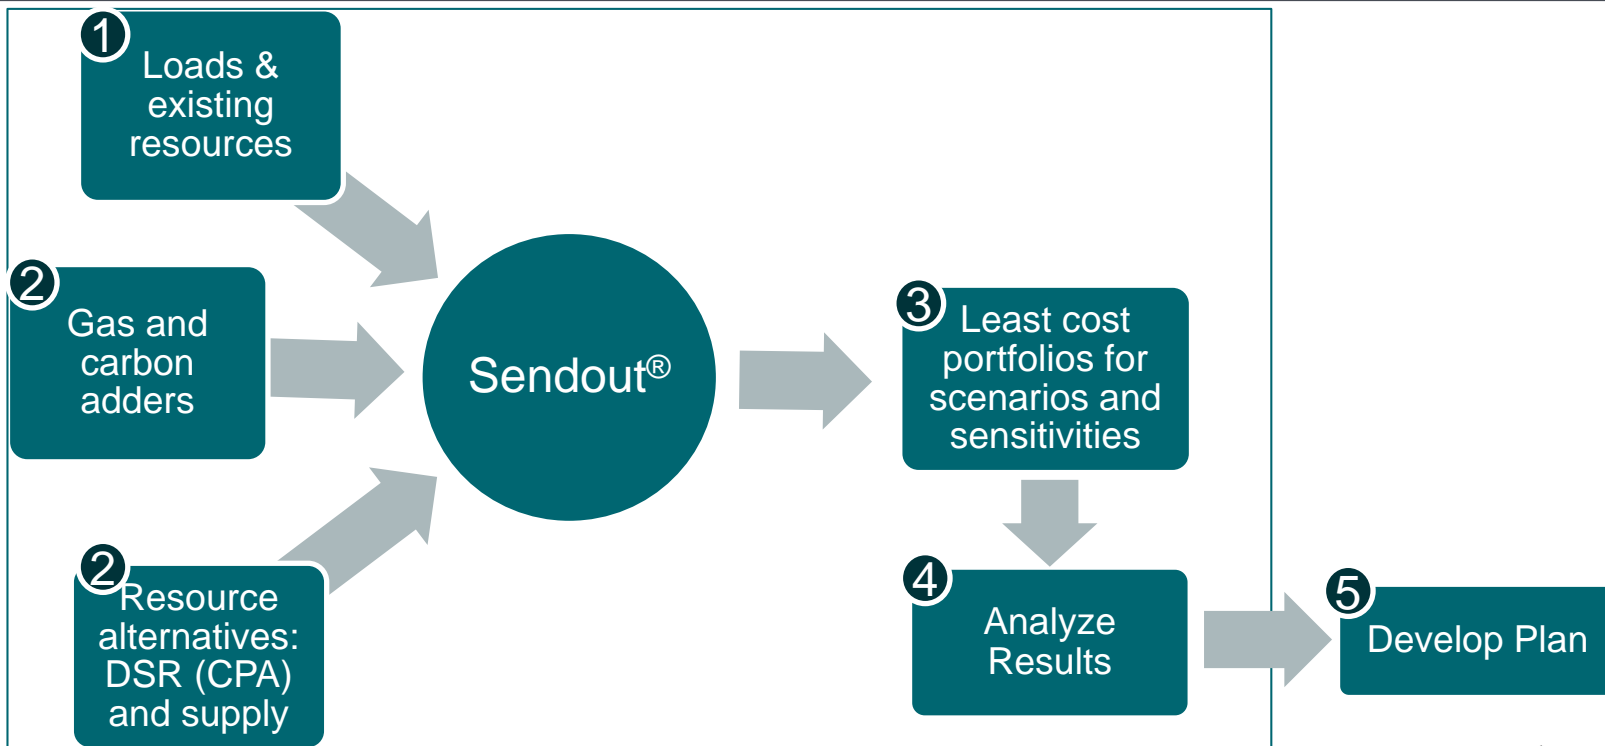 1
Loads &
existing
resources
2
Gas and
carbon
adders
2
Resource
alternatives:
DSR (CPA)
and supply
Sendout®
3
Least cost
portfolios for
scenarios and
sensitivities
4
Analyze
Results
5
Develop Plan